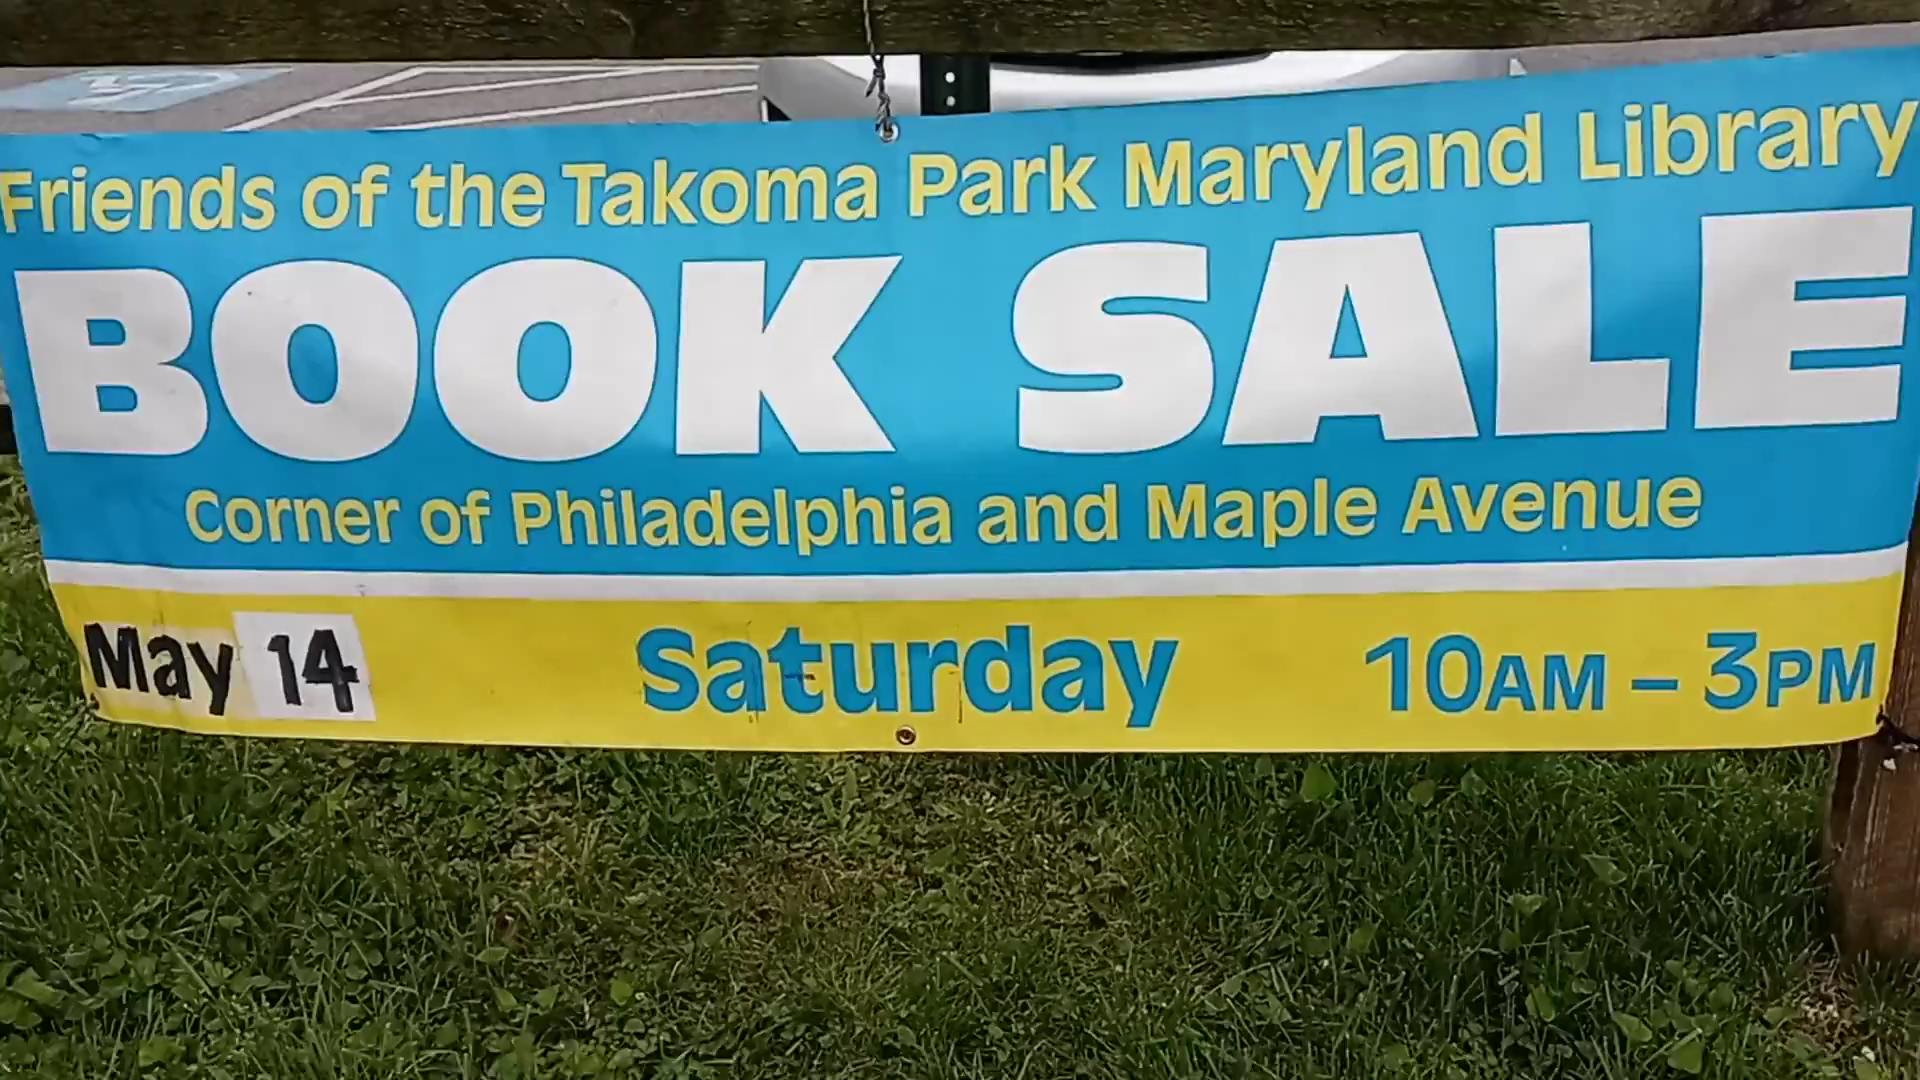 Friends of the Takoma Park Maryland Library
BOOK SALE
Corner of Philadelphia and Maple Avenue
May 14 Saturday 10AM – 3PM